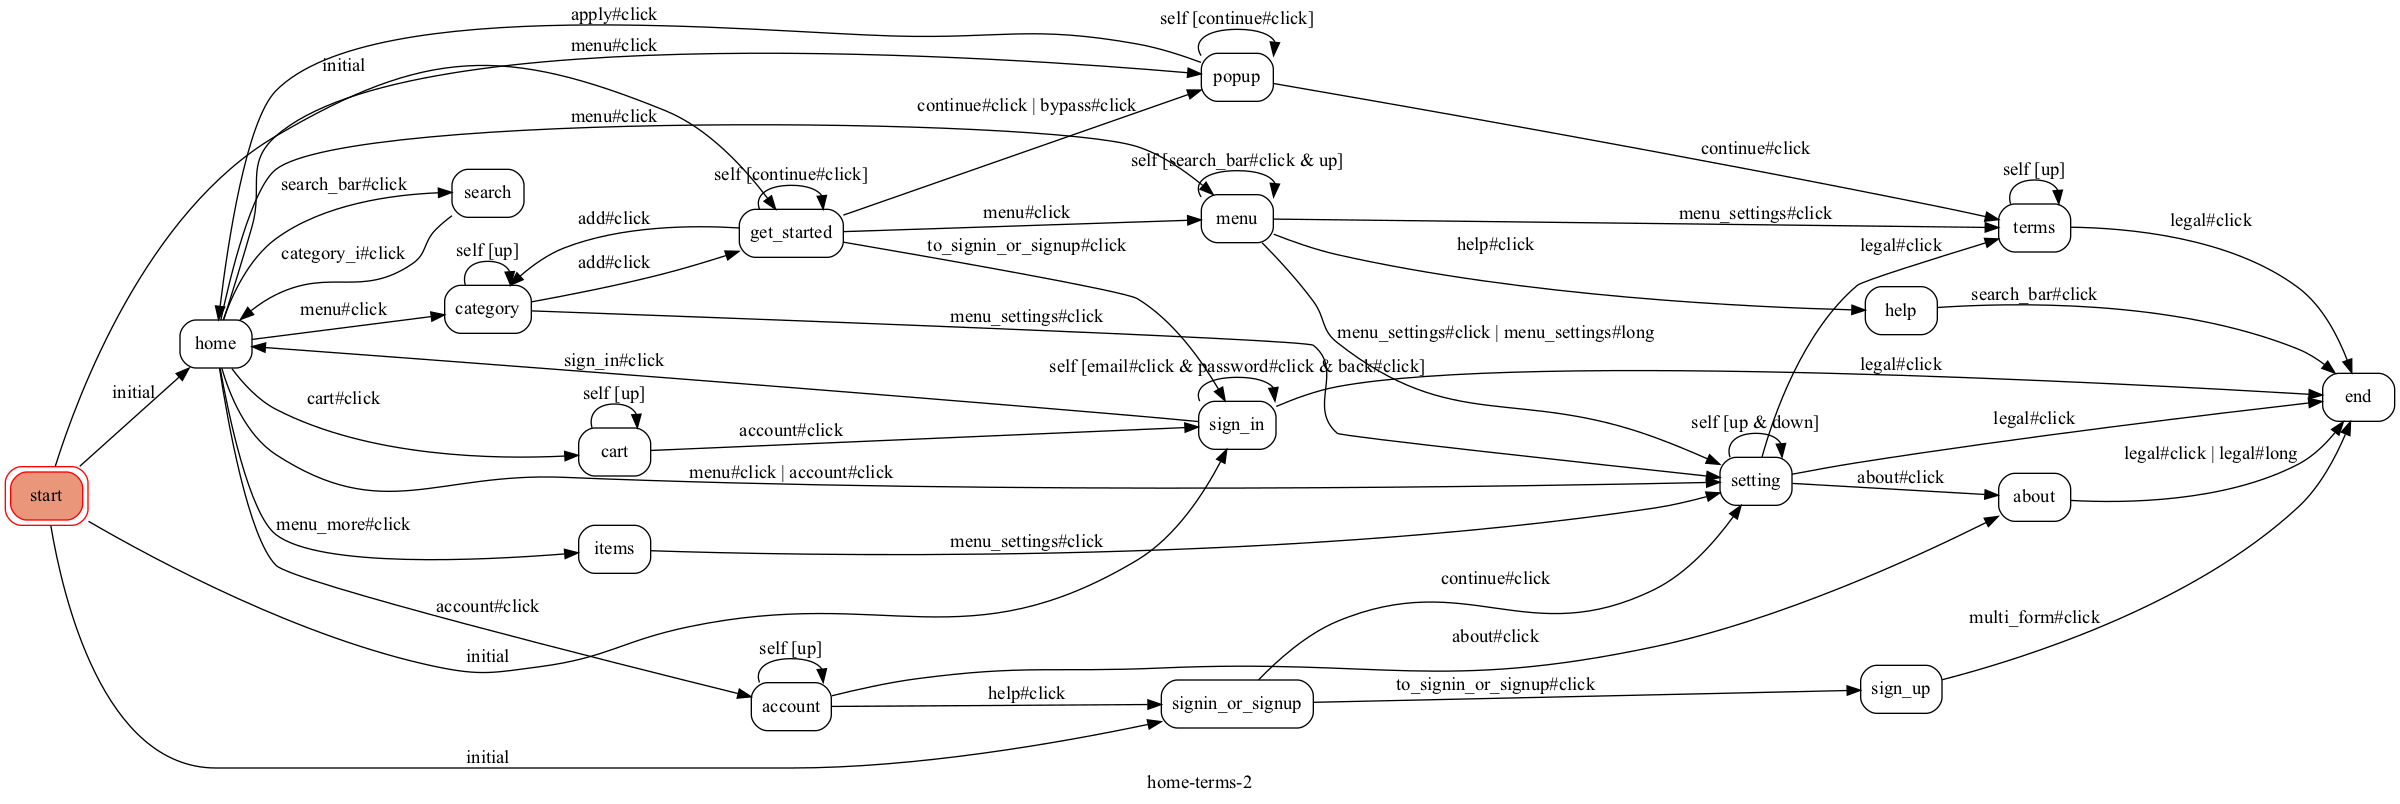 apply#click
self [continue#click]
menu#click
initial
popup
continue#click | bypass#click
menu#click
continue#click
self [search_bar#click & up]
self [up]
self [continue#click]
search_bar#click
search
add#click
menu#click
menu
menu_settings#click
legal#click
terms
get_started
to_signin_or_signup#click
help#click
legal#click
category_i#click
self [up]
add#click
menu#click
category
menu_settings#click
help
search_bar#click
menu_settings#click | menu_settings#long
home
sign_in#click
self [email#click & password#click & back#click]
legal#click
initial
cart#click
self [up]
end
account#click
sign_in
self [up & down]
legal#click
cart
menu#click | account#click
setting
about#click
legal#click | legal#long
start
about
menu_more#click
items
menu_settings#click
continue#click
account#click
initial
self [up]
about#click
multi_form#click
account
help#click
signin_or_signup
to_signin_or_signup#click
sign_up
initial
home-terms-2